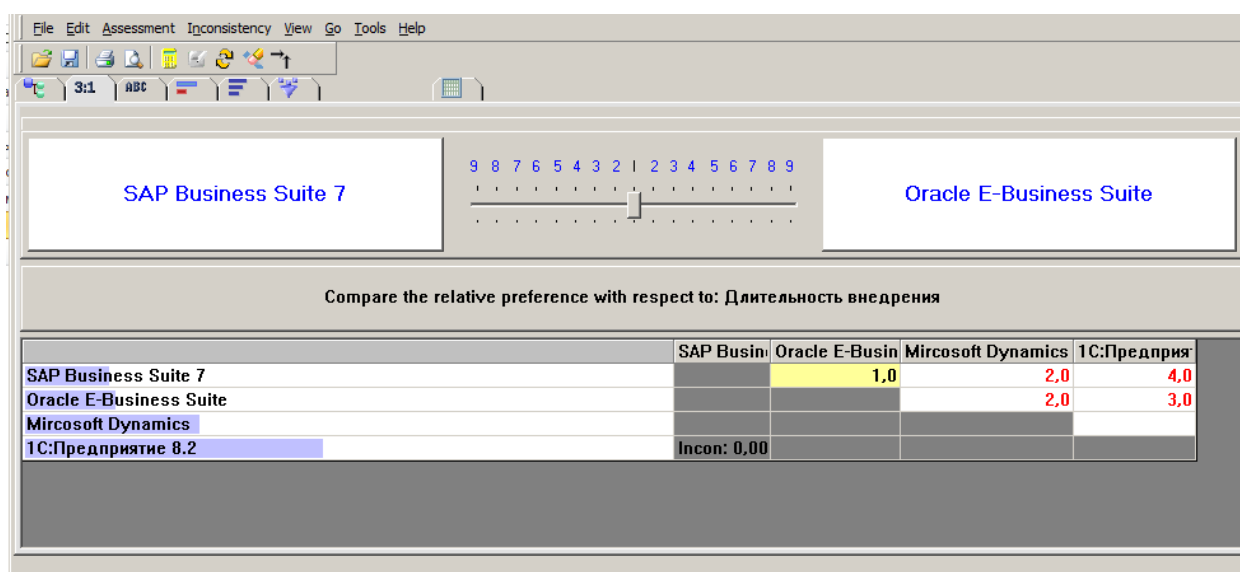 File Edit Assessment Inconsistency View Go Tools Help
3:1 ABC
9 8 7 6 5 4 3 2 1 2 3 4 5 6 7 8 9
SAP Business Suite 7 Oracle E-Business Suite
Compare the relative preference with respect to: Длительность внедрения
SAP Busin Oracle E-Busin Mircosoft Dynamics 1С:Предприя
SAP Business Suite 7 1,0 2,0 4,0
Oracle E-Business Suite 2,0 3,0
Mircosoft Dynamics
1С:Предприятие 8.2 Incon: 0,00